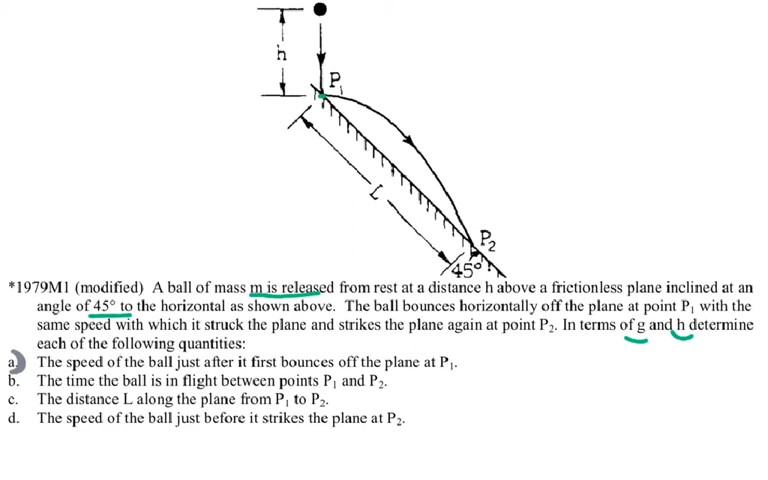 h
P₁
L
P₂
45°
*1979M1 (modified) A ball of mass m is released from rest at a distance h above a frictionless plane inclined at an
angle of 45° to the horizontal as shown above. The ball bounces horizontally off the plane at point P₁ with the
same speed with which it struck the plane and strikes the plane again at point P₂. In terms of g and h determine
each of the following quantities:
a. The speed of the ball just after it first bounces off the plane at P₁.
b. The time the ball is in flight between points P₁ and P₂.
c. The distance L along the plane from P₁ to P₂.
d. The speed of the ball just before it strikes the plane at P₂.